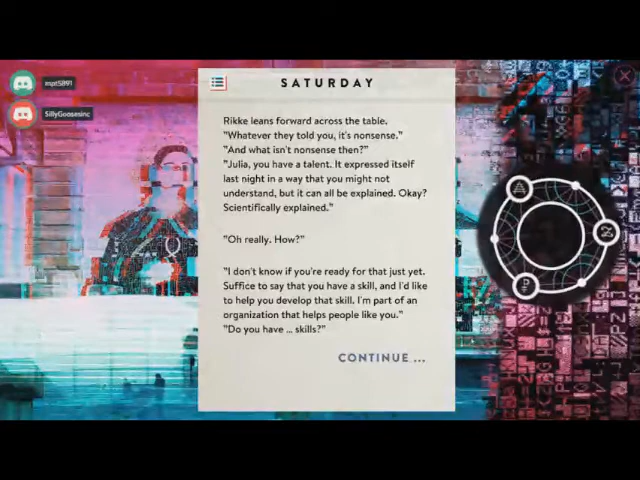 mpt5891
SillyGoosesinc
SATURDAY
Rikke leans forward across the table.
"Whatever they told you, it's nonsense."
"And what isn't nonsense then?"
"Julia, you have a talent. It expressed itself
last night in a way that you might not
understand, but it can all be explained. Okay?
Scientifically explained."
"Oh really. How?"
"I don't know if you're ready for that just yet.
Suffice to say that you have a skill, and I'd like
to help you develop that skill. I'm part of an
organization that helps people like you."
"Do you have ... skills?"
CONTINUE ...